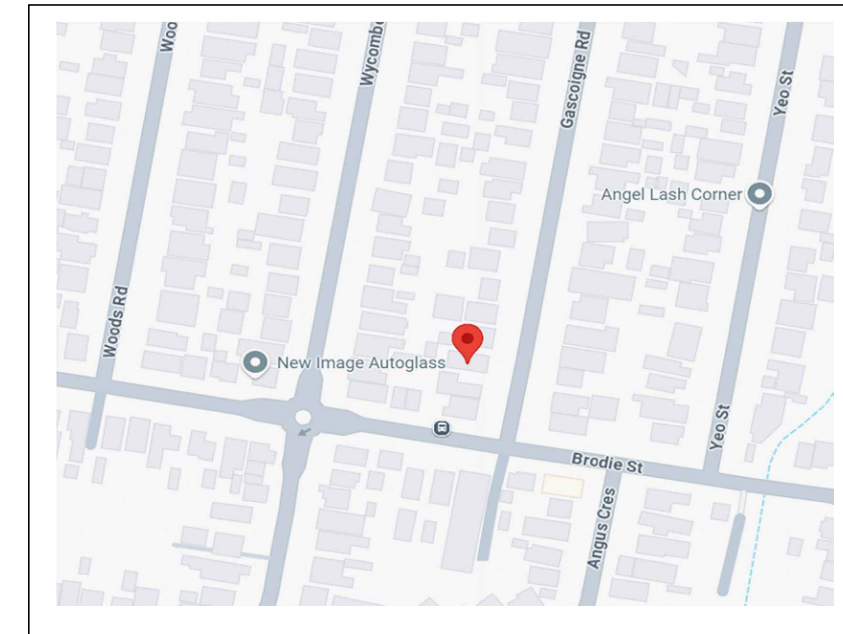 Woo
Wycombe
Gascoigne Rd
Yeo St
Angel Lash Corner
Woods Rd
New Image Autoglass
Yeo St
Brodie St
Angus Cres